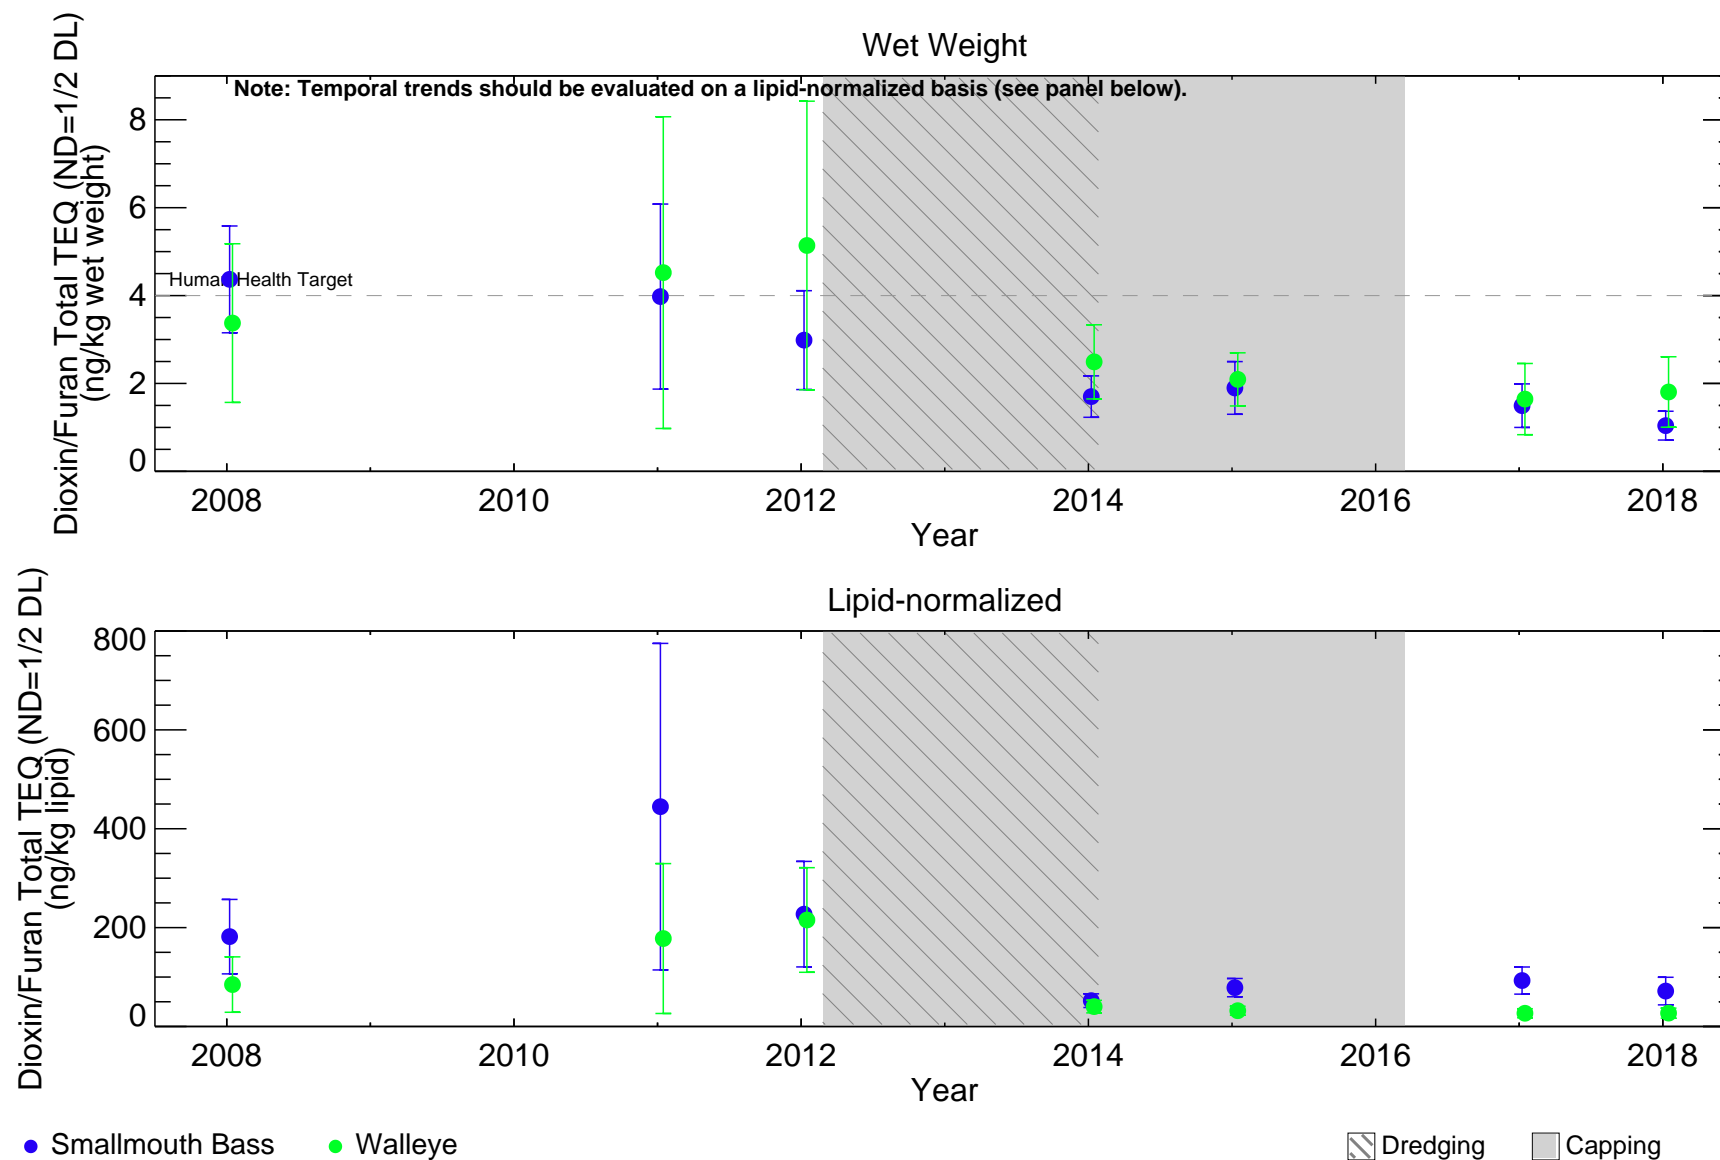 Wet Weight
Note: Temporal trends should be evaluated on a lipid-normalized basis (see panel below).
Dioxin/Furan Total TEQ (ND=1/2 DL)
(ng/kg wet weight)
8
6
4
2
0
Human Health Target
2008 2010 2012 2014 2016 2018
Year
Lipid-normalized
Dioxin/Furan Total TEQ (ND=1/2 DL)
(ng/kg lipid)
800
600
400
200
0
2008 2010 2012 2014 2016 2018
Year
Smallmouth Bass Walleye Dredging Capping